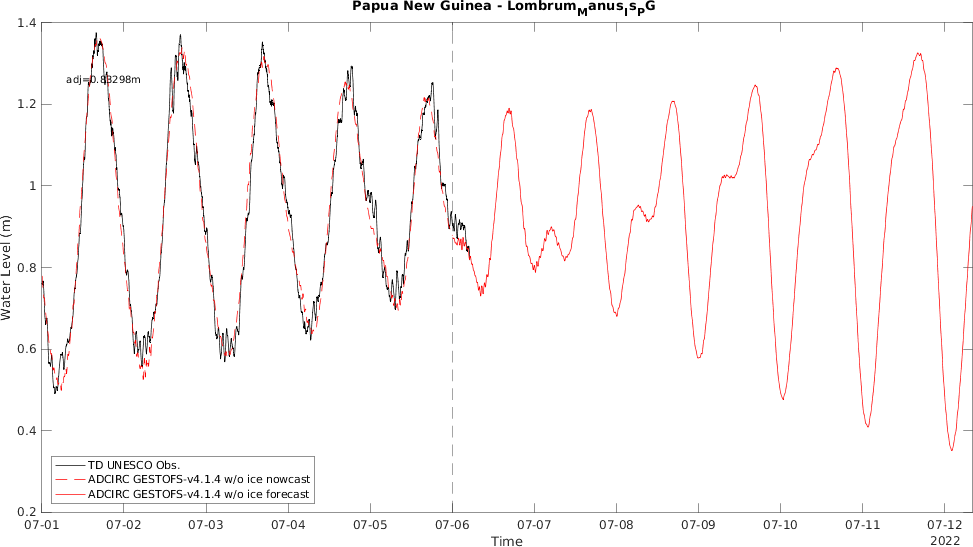 Papua New Guinea - Lombrum_Manus_Is_PG
1.4
adj=0.83298m
1.2
1
0.8
0.6
0.4
0.2
Water Level (m)
TD UNESCO Obs.
ADCIRC GESTOFS-v4.1.4 w/o ice nowcast
ADCIRC GESTOFS-v4.1.4 w/o ice forecast
07-01 07-02 07-03 07-04 07-05 07-06 07-07 07-08 07-09 07-10 07-11 07-12
Time 2022